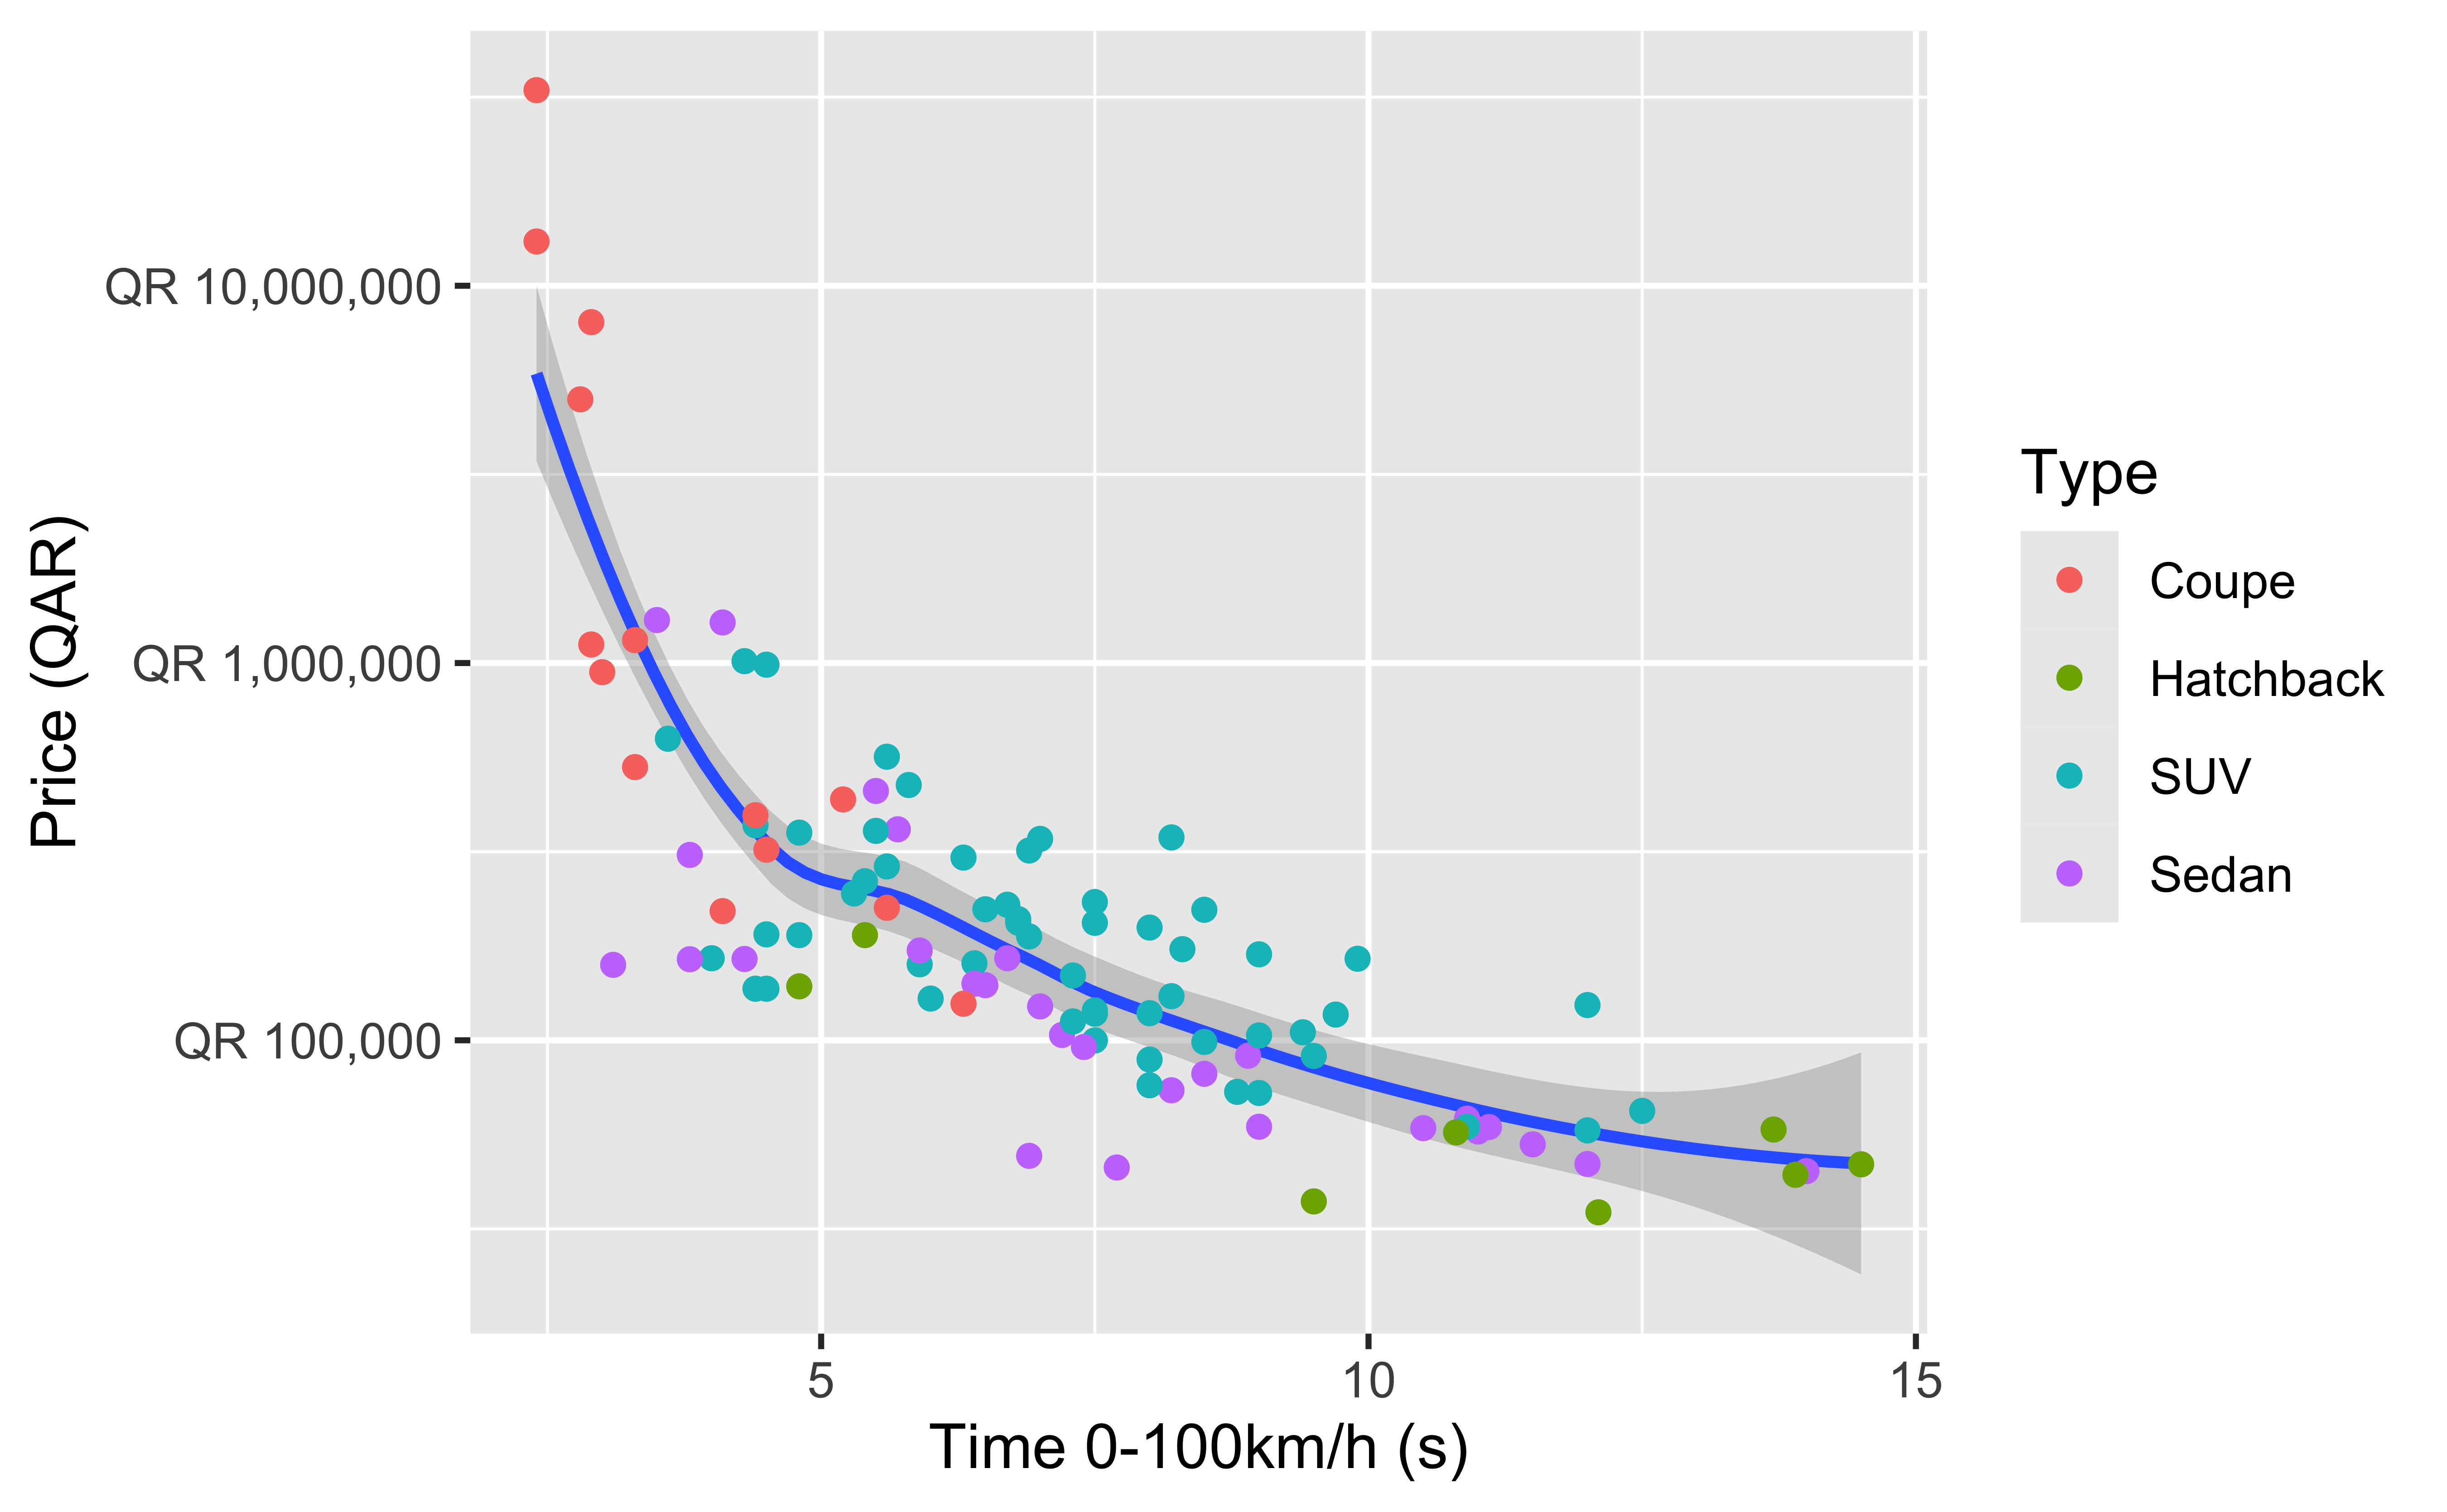 Price (QAR)
QR 10,000,000
QR 1,000,000
QR 100,000
5
10
15
Time 0-100km/h (s)
Type
Coupe
Hatchback
SUV
Sedan